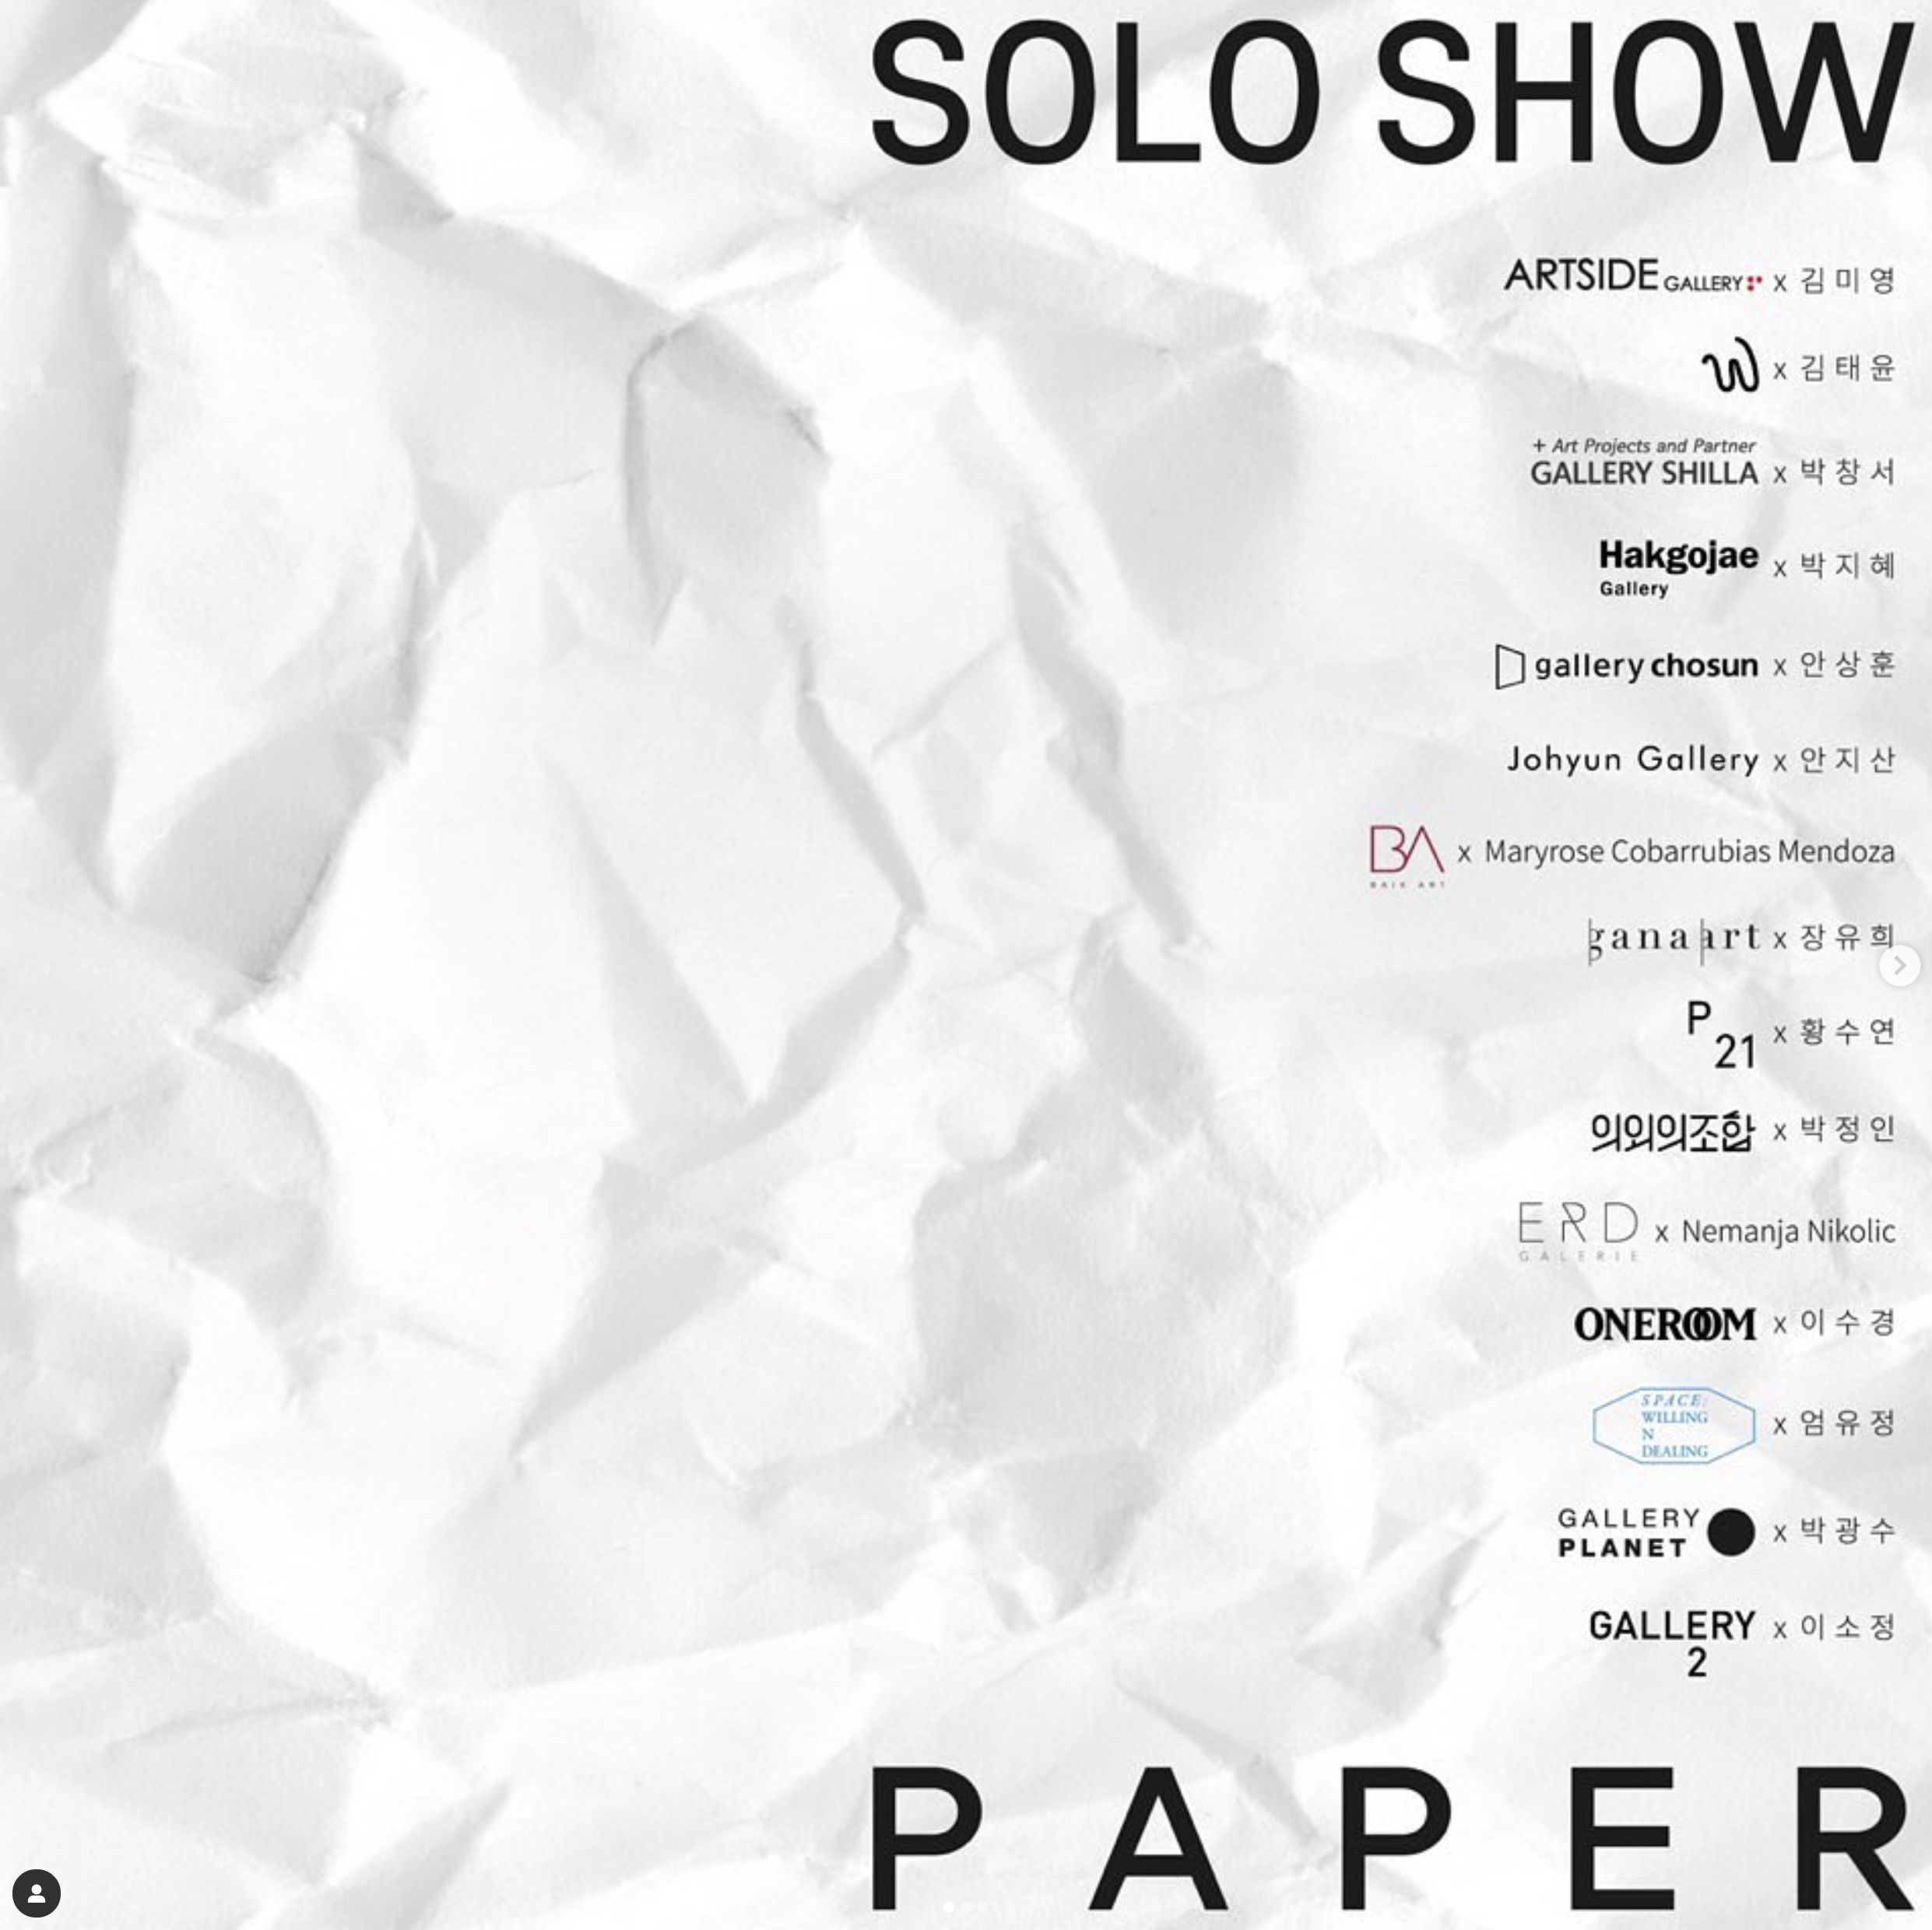 SOLO SHOW
ARTSIDE GALLERY x 김미영
W x 김태윤
+ Art Projects and Partner
GALLERY SHILLA x 박창서
Hakgojae x 박지혜
Gallery
gallery chosun x 안상훈
Johyun Gallery x 안지산
BA x Maryrose Cobarrubias Mendoza
BAIK ART
gana art x 장유희
P
21 x 황수연
의외의조합 x 박정인
ERD x Nemanja Nikolic
GALERIE
ONEROOM x 이수경
SPACE:
WILLING
N
DEALING
x 엄유정
GALLERY
PLANET x 박광수
GALLERY x 이소정
2
PAPER